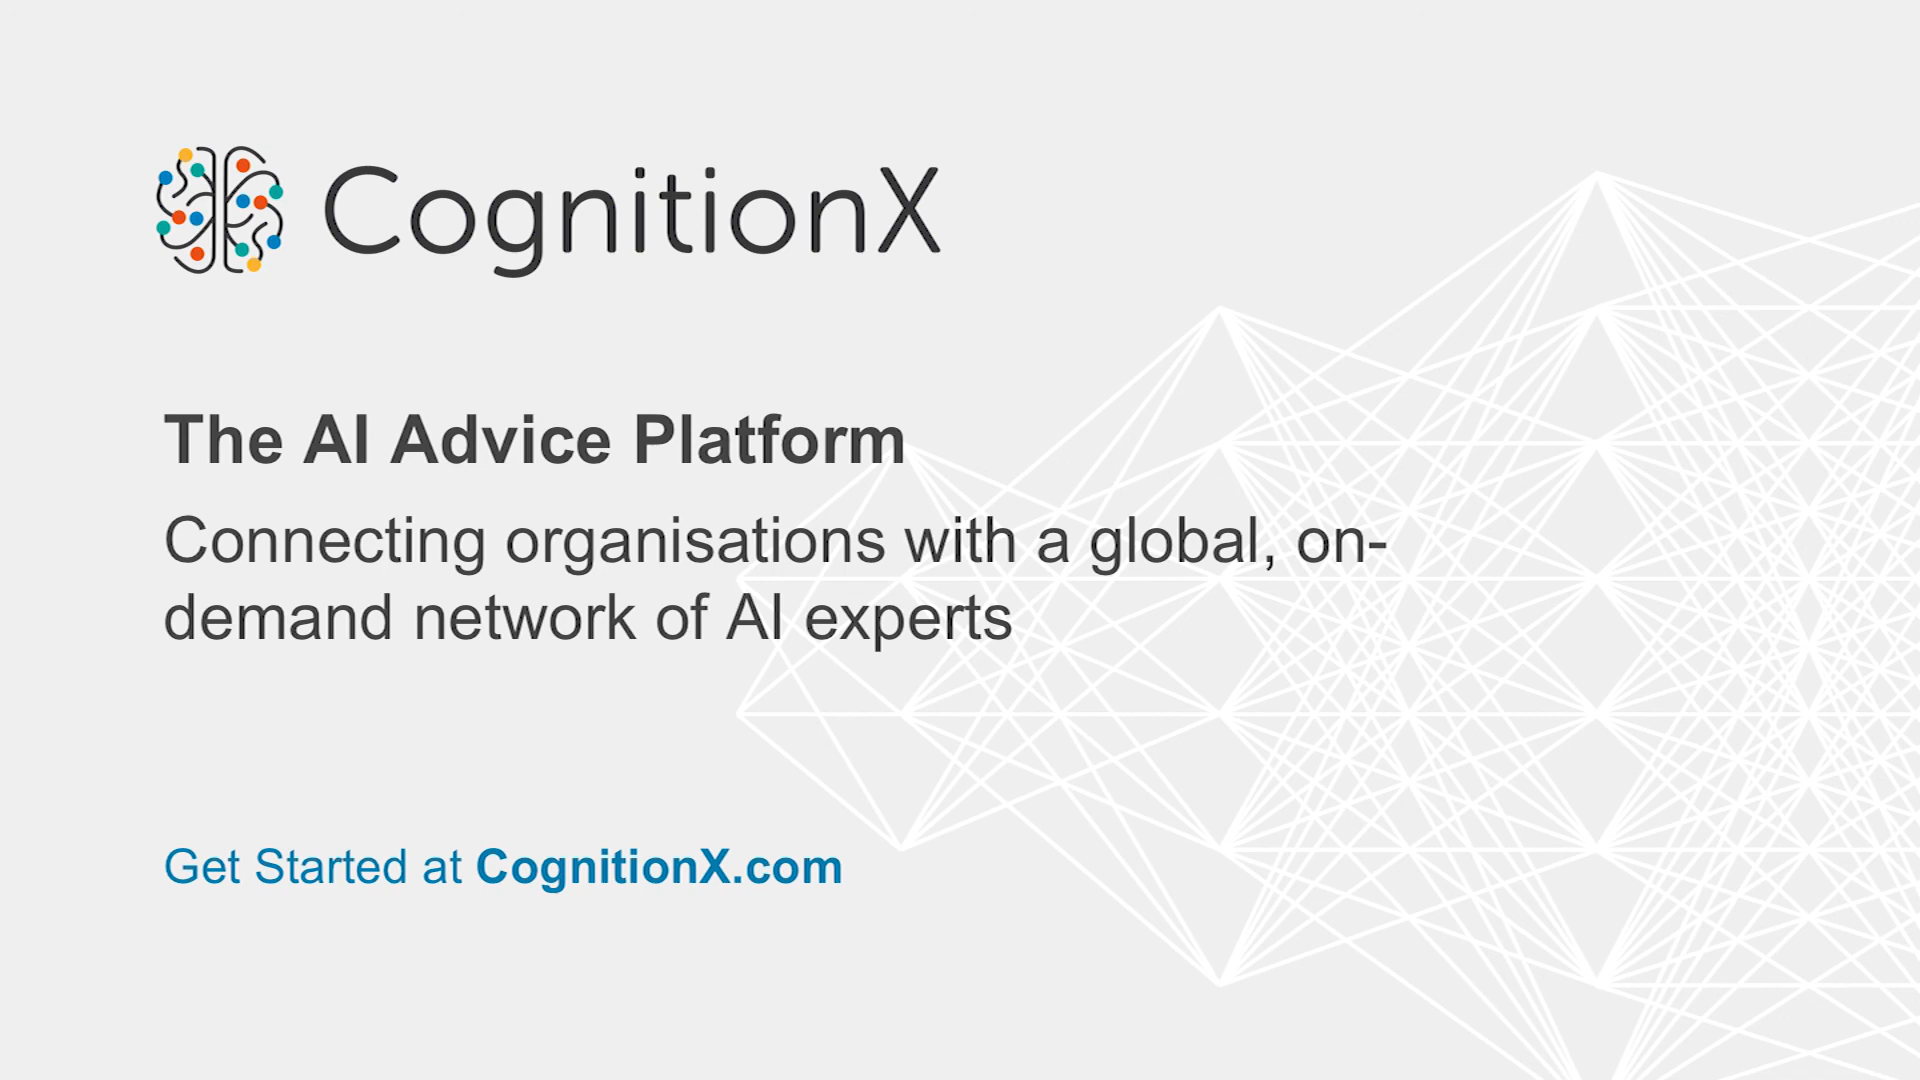 CognitionX
The AI Advice Platform
Connecting organisations with a global, on-
demand network of AI experts
Get Started at CognitionX.com